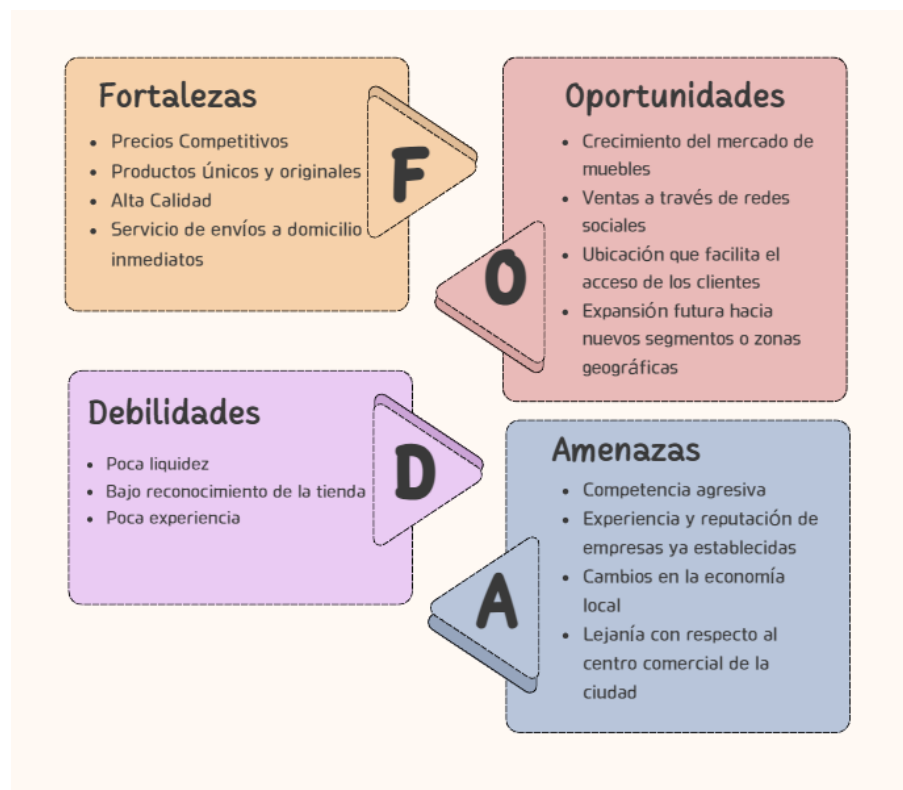 Fortalezas
• Precios Competitivos
• Productos únicos y originales
• Alta Calidad
• Servicio de envíos a domicilio
inmediatos
F
Oportunidades
• Crecimiento del mercado de
muebles
• Ventas a través de redes
sociales
• Ubicación que facilita el
acceso de los clientes
• Expansión futura hacia
nuevos segmentos o zonas
geográficas
O
Debilidades
• Poca liquidez
• Bajo reconocimiento de la tienda
• Poca experiencia
D
Amenazas
• Competencia agresiva
• Experiencia y reputación de
empresas ya establecidas
• Cambios en la economía
local
• Lejanía con respecto al
centro comercial de la
ciudad
A